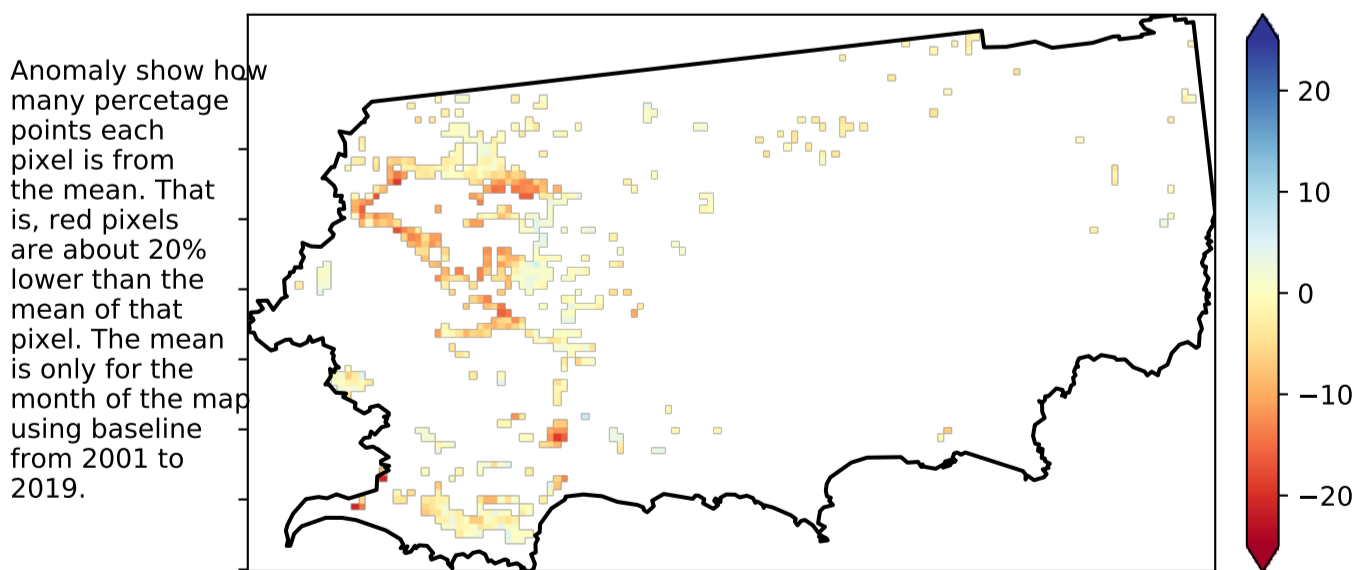 Anomaly show how
many percetage
points each
pixel is from
the mean. That
is, red pixels
are about 20%
lower than the
mean of that
pixel. The mean
is only for the
month of the map
using baseline
from 2001 to
2019.
20
10
0
−10
−20